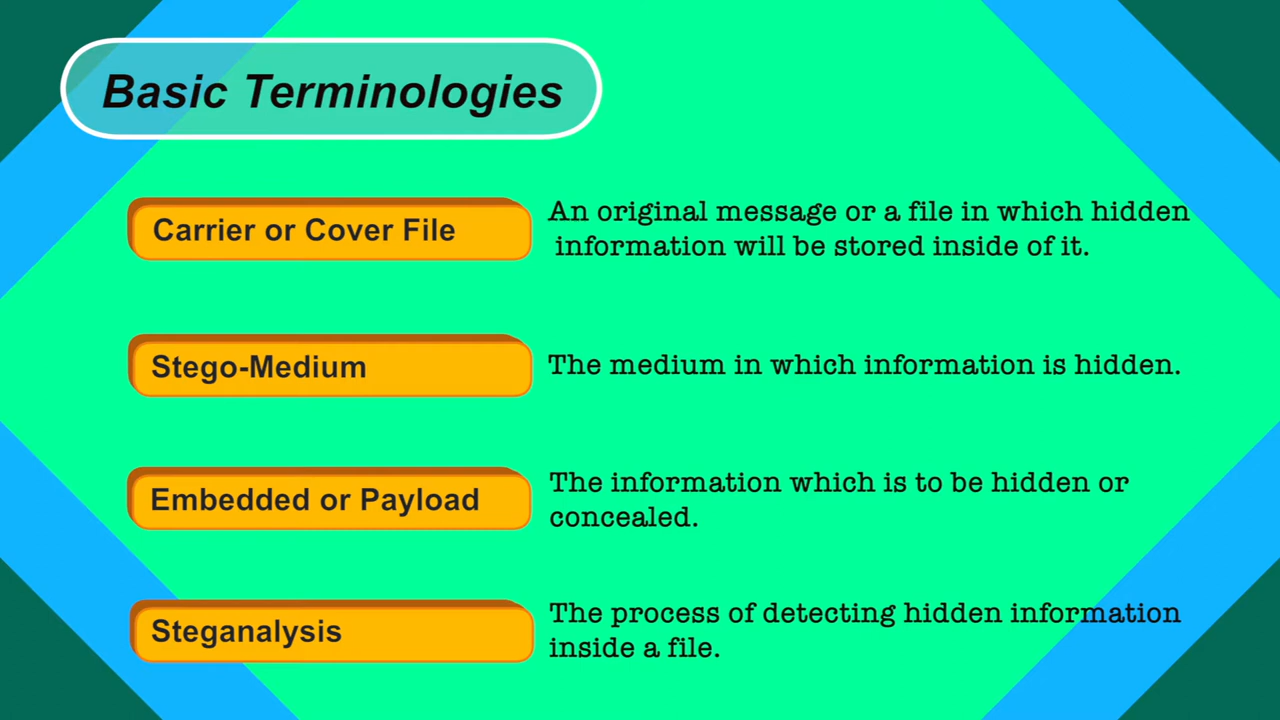 Basic Terminologies
Carrier or Cover File
An original message or a file in which hidden
information will be stored inside of it.
Stego-Medium
The medium in which information is hidden.
Embedded or Payload
The information which is to be hidden or
concealed.
Steganalysis
The process of detecting hidden information
inside a file.